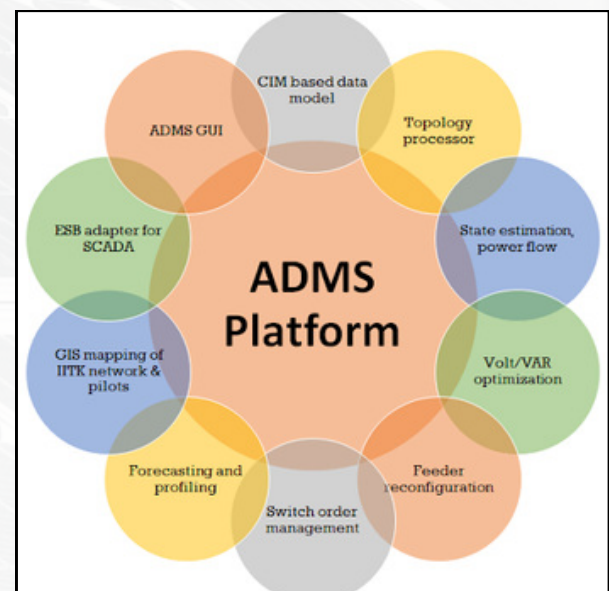 CIM based data
model
Topology
processor
State estimation,
power flow
Volt/VAR
optimization
Feeder
reconfiguration
Switch order
management
Forecasting and
profiling
GIS mapping of
IITK network &
pilots
ESB adapter for
SCADA
ADMS GUI
ADMS
Platform